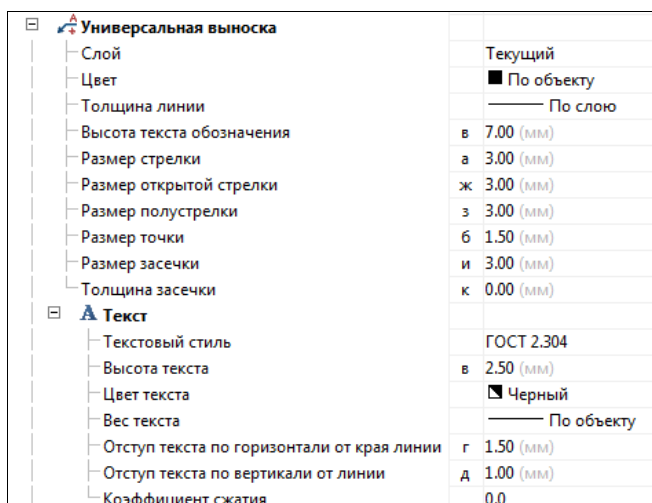 Универсальная выноска
Слой Текущий
Цвет По объекту
Толщина линии По слою
Высота текста обозначения в 7.00 (мм)
Размер стрелки а 3.00 (мм)
Размер открытой стрелки ж 3.00 (мм)
Размер полустрелки з 3.00 (мм)
Размер точки б 1.50 (мм)
Размер засечки и 3.00 (мм)
Толщина засечки к 0.00 (мм)
А Текст
Текстовый стиль ГОСТ 2.304
Высота текста в 2.50 (мм)
Цвет текста Черный
Вес текста По объекту
Отступ текста по горизонтали от края линии г 1.50 (мм)
Отступ текста по вертикали от линии д 1.00 (мм)
Коэффициент сжатия 0.0